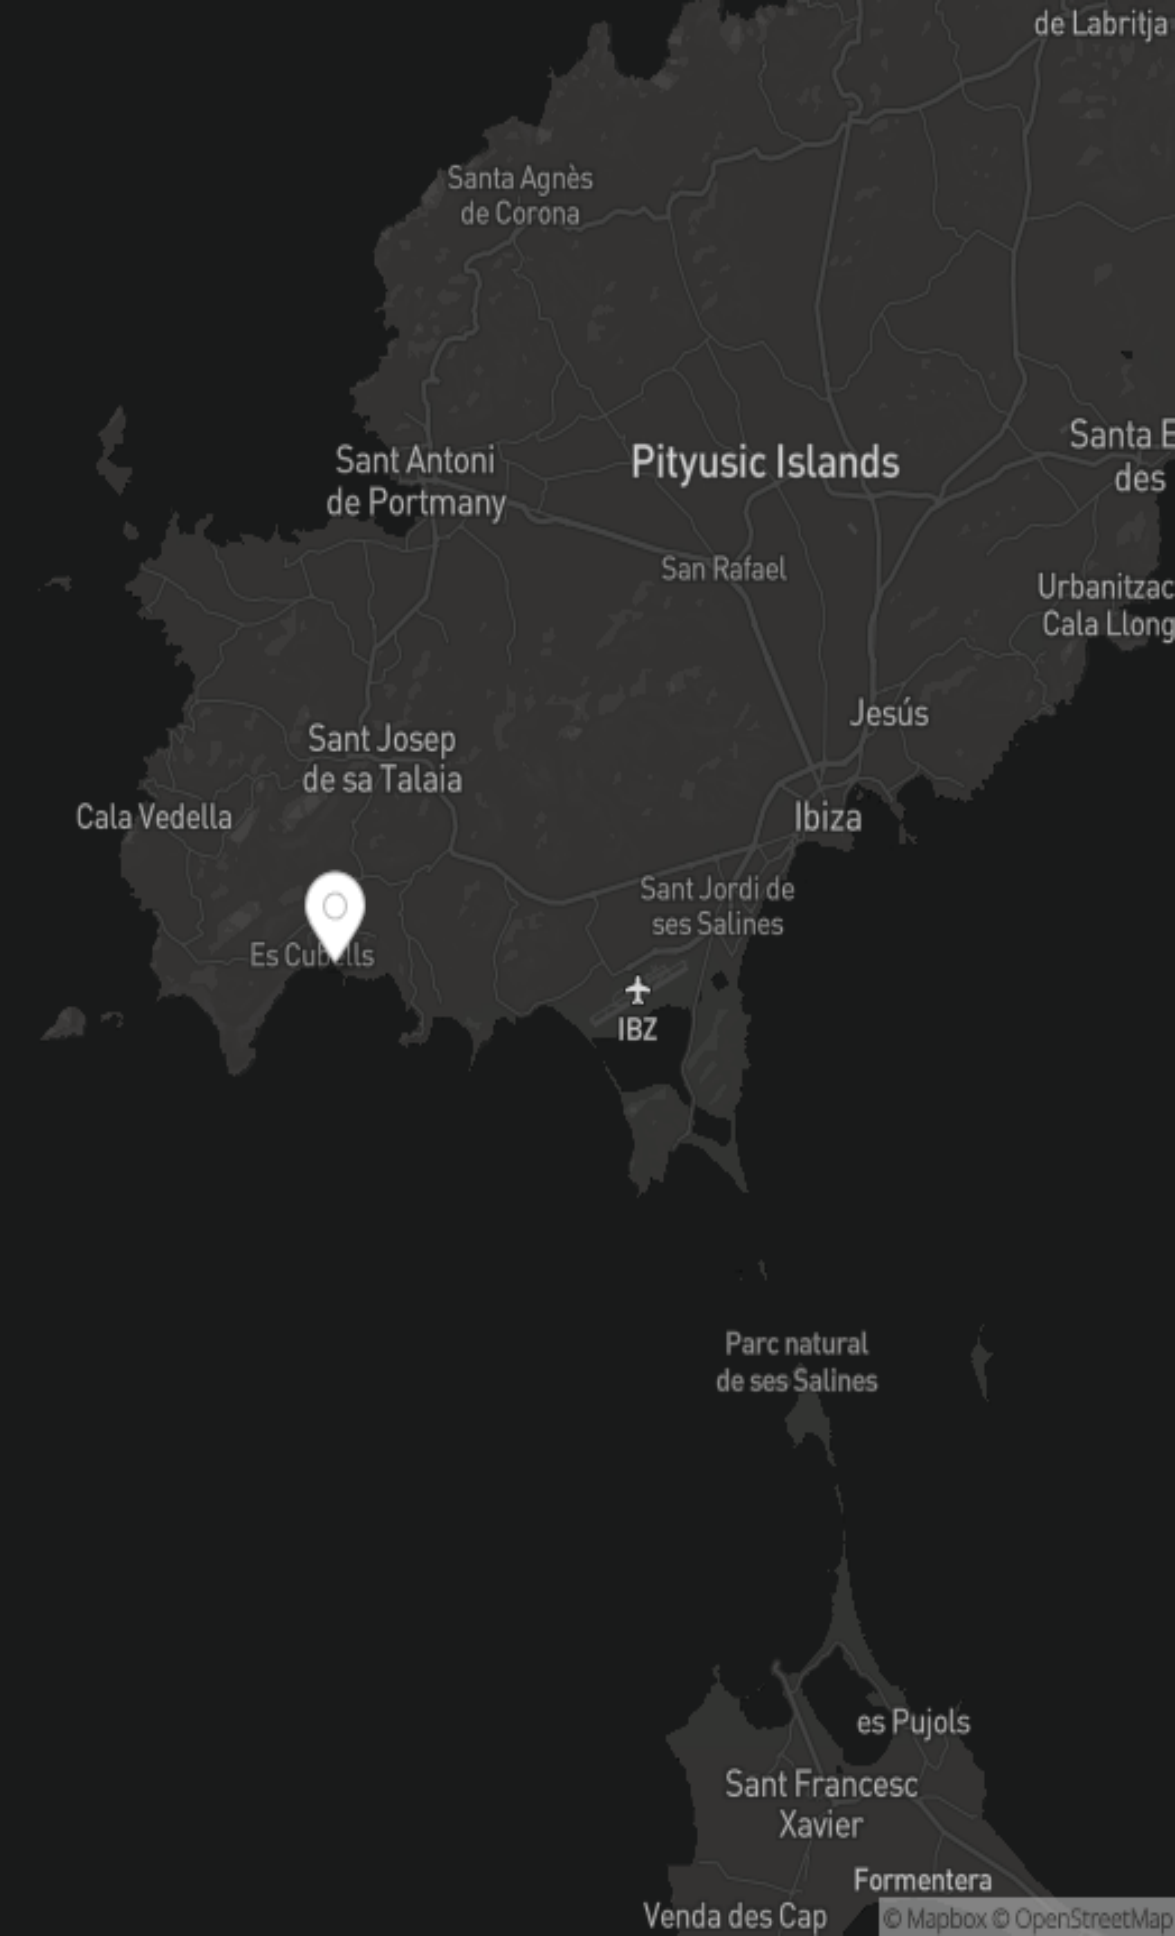 de Labritja
Santa Agnès
de Corona
Sant Antoni
de Portmany
Pityusic Islands
Santa E
des
San Rafael
Urbanitzac
Cala Llong
Jesús
Sant Josep
de sa Talaia
Cala Vedella
Ibiza
Sant Jordi de
ses Salines
Es Cubells
IBZ
Parc natural
de ses Salines
es Pujols
Sant Francesc
Xavier
Formentera
Venda des Cap
© Mapbox © OpenStreetMap